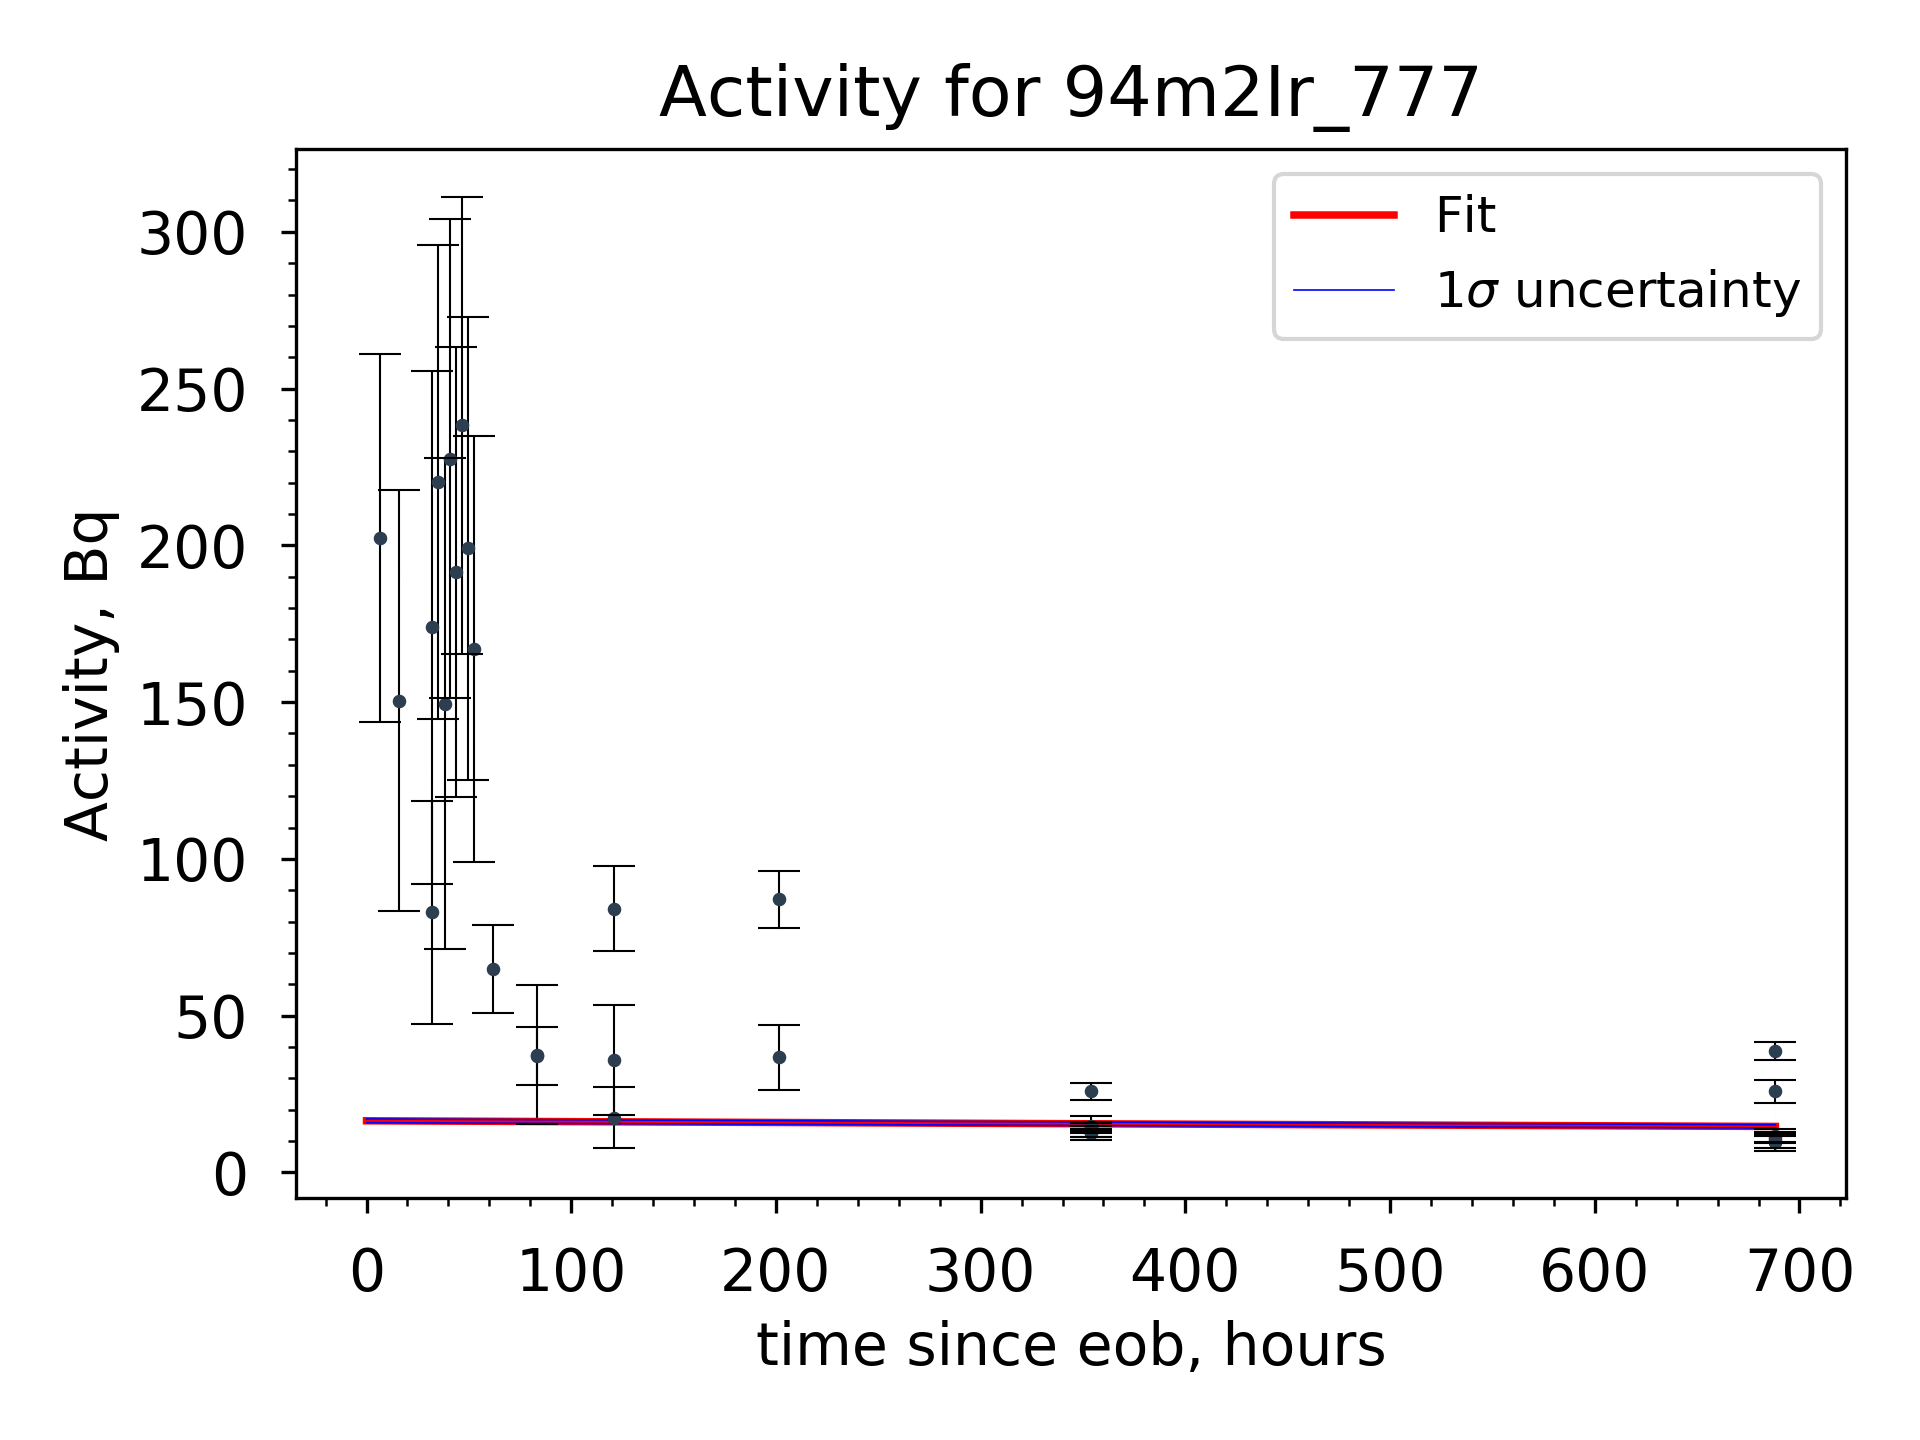 Activity for 94m2Ir_777
Fit
1σ uncertainty
300
250
200
150
100
50
0
Activity, Bq
0 100 200 300 400 500 600 700
time since eob, hours